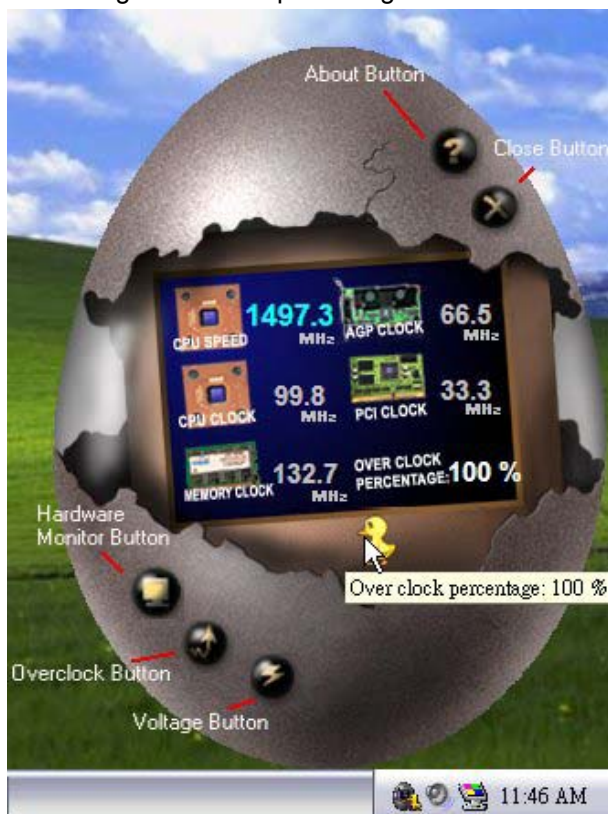 About Button
Close Button
1497.3
MHz
CPU SPEED
66.5
MHz
AGP CLOCK
99.8
MHz
CPU CLOCK
33.3
MHz
PCI CLOCK
132.7
MHz
MEMORY CLOCK
OVER CLOCK
PERCENTAGE:100 %
Hardware
Monitor Button
Over clock percentage: 100 %
Overclock Button
Voltage Button
11:46 AM